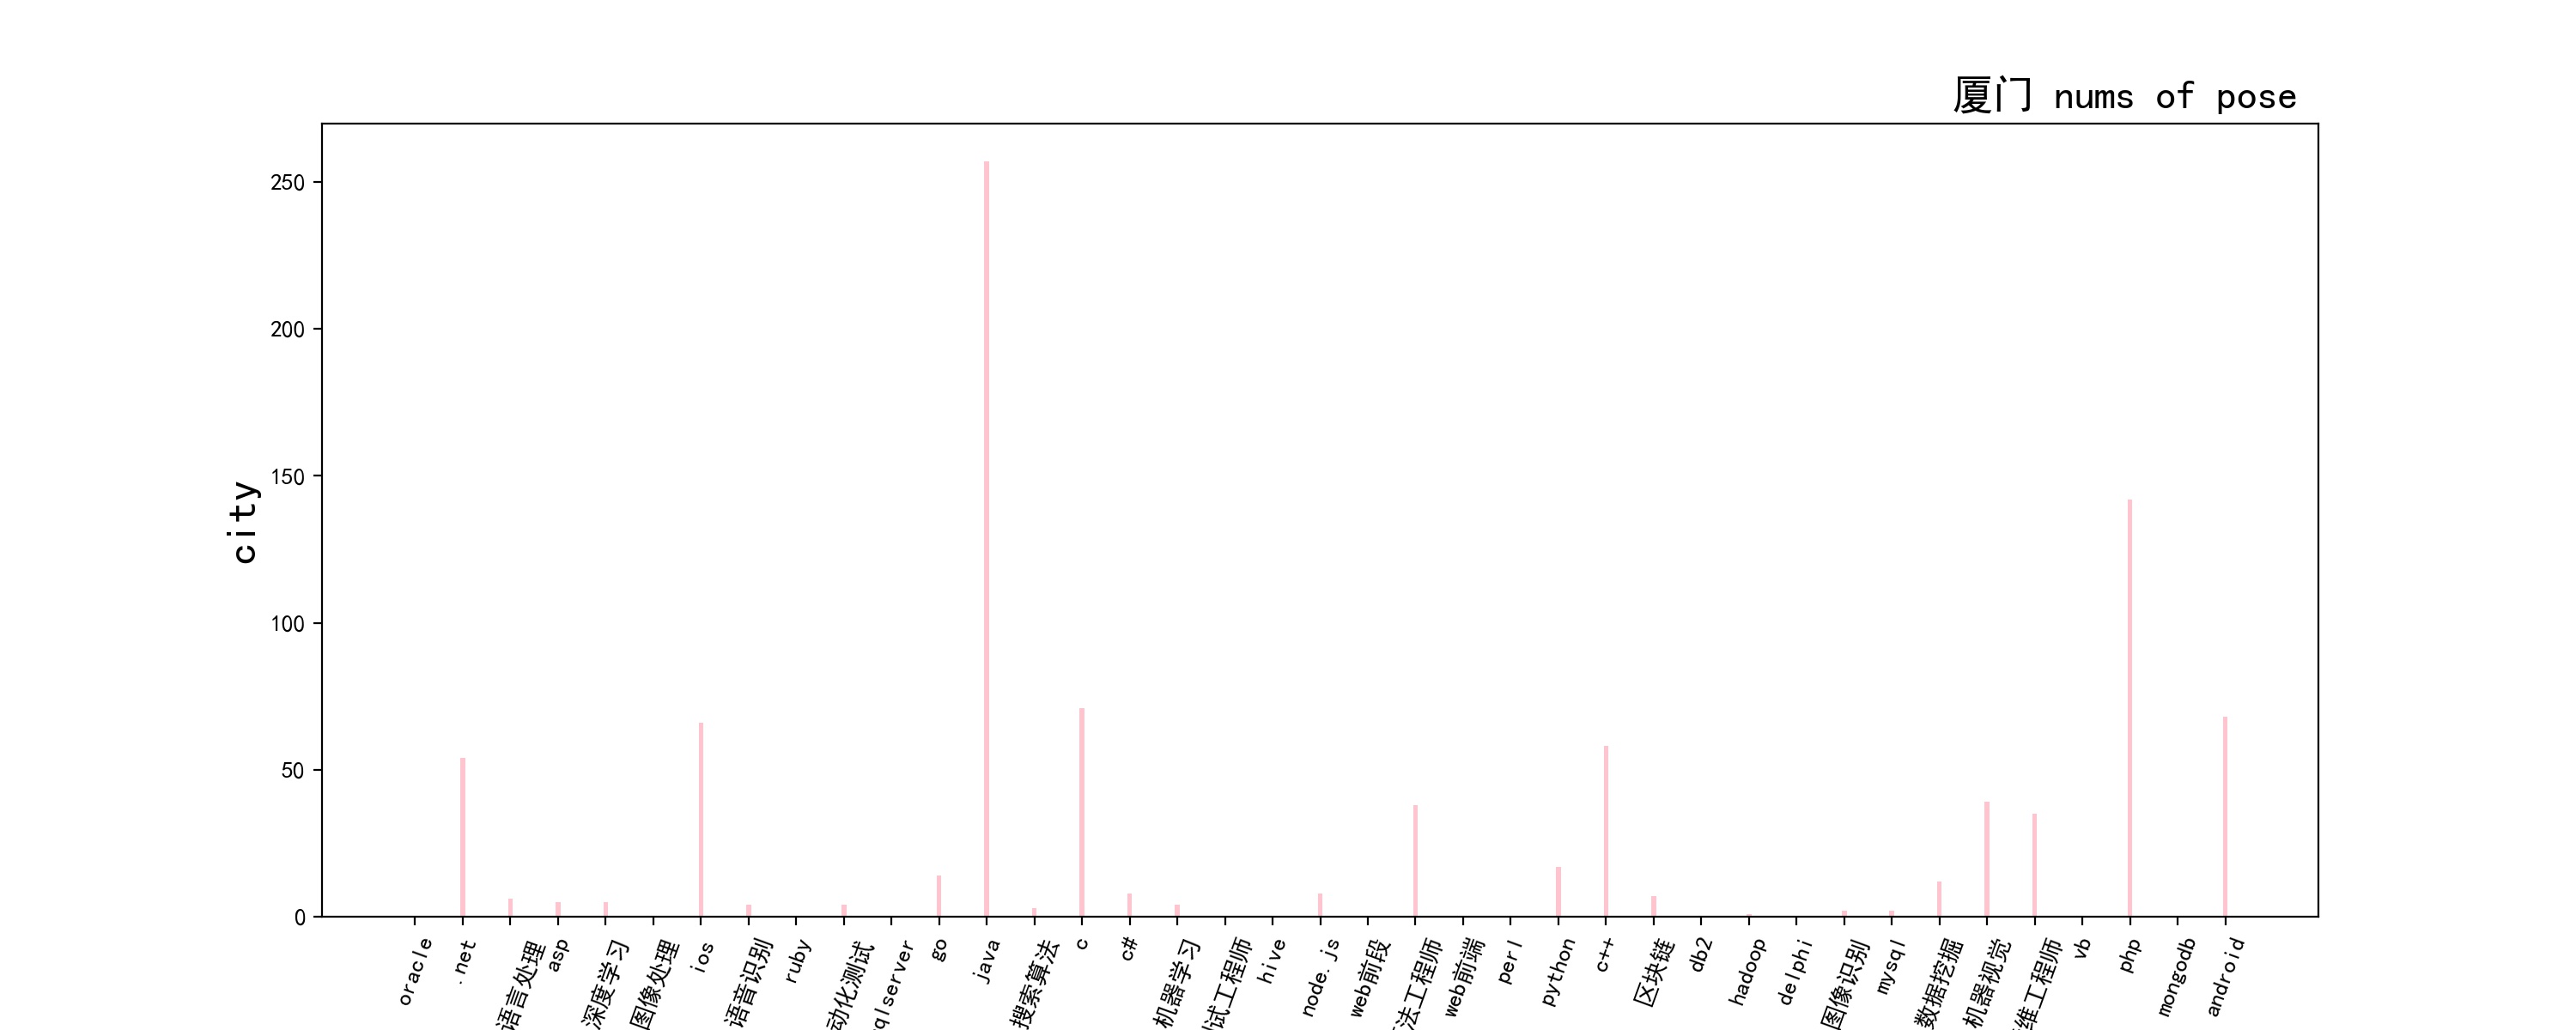 厦门 nums of pose
city
250
200
150
100
50
0
oracle
.net
语言处理
asp
深度学习
图像处理
ios
语音识别
ruby
动化测试
qlserver
go
java
搜索算法
c
c#
机器学习
试工程师
hive
node.js
web前段
法工程师
web前端
perl
python
c++
区块链
db2
hadoop
delphi
图像识别
mysql
数据挖掘
机器视觉
维工程师
vb
php
mongodb
android